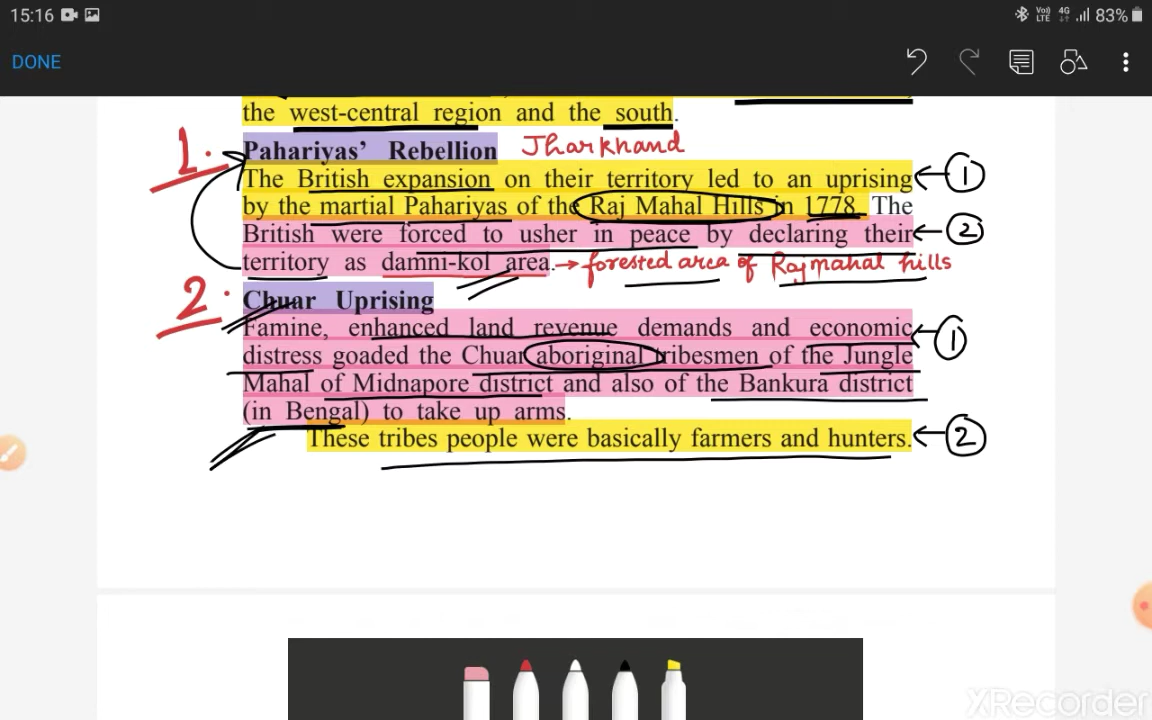 15:16 Vo) LTE 4G 83%
DONE
the west-central region and the south.
1. Pahariyas’ Rebellion Jharkhand
The British expansion on their territory led to an uprising ①
by the martial Pahariyas of the Raj Mahal Hills in 1778. The
British were forced to usher in peace by declaring their ②
territory as damni-kol area. → forested area of Rajmahal hills
2. Chuar Uprising
Famine, enhanced land revenue demands and economic ①
distress goaded the Chuar aboriginal tribesmen of the Jungle
Mahal of Midnapore district and also of the Bankura district
(in Bengal) to take up arms.
These tribes people were basically farmers and hunters. ②
XRecorder